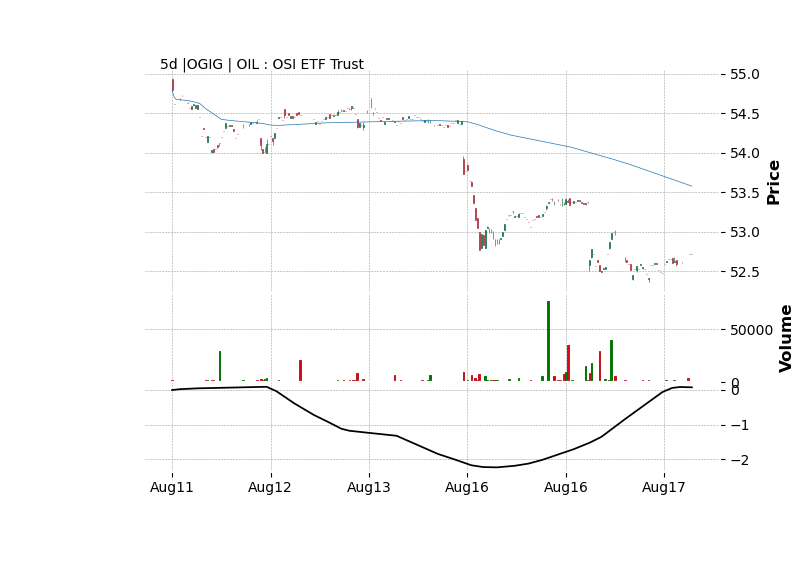 5d |OGIG | OIL : OSI ETF Trust
55.0
54.5
54.0
53.5
53.0
52.5
Price
50000
0
Volume
0
−1
−2
Aug11 Aug12 Aug13 Aug16 Aug16 Aug17